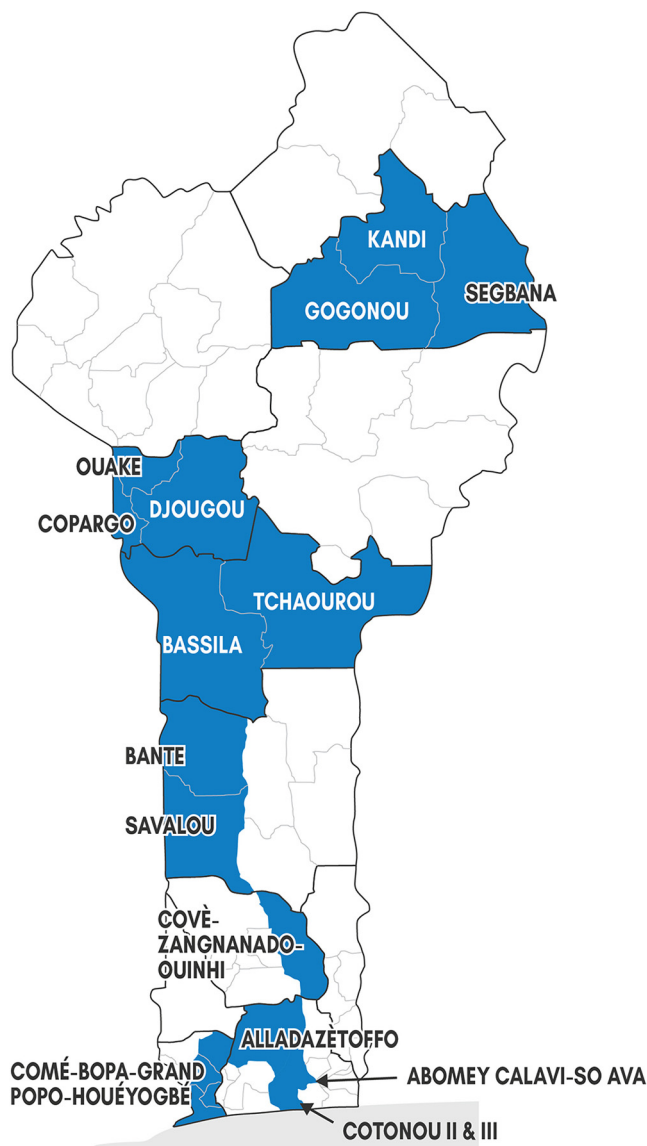 KANDI
SEGBANA
GOGONOU
OUAKE
DJOUGOU
COPARGO
TCHAOUROU
BASSILA
BANTE
SAVALOU
COVÈ-
ZANGNANADO-
OUINHI
ALLADAZÈTOFFO
COMÉ-BOPA-GRAND
POPO-HOUÉYOGBÉ
ABOMEY CALAVI-SO AVA
COTONOU II & III